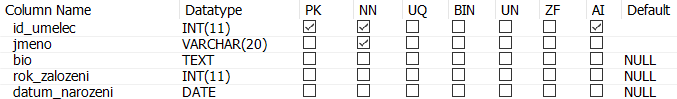 Column Name Datatype PK NN UQ BIN UN ZF AI Default
id_umelec INT(11)
jmeno VARCHAR(20)
bio TEXT NULL
rok_zalozeni INT(11) NULL
datum_narozeni DATE NULL